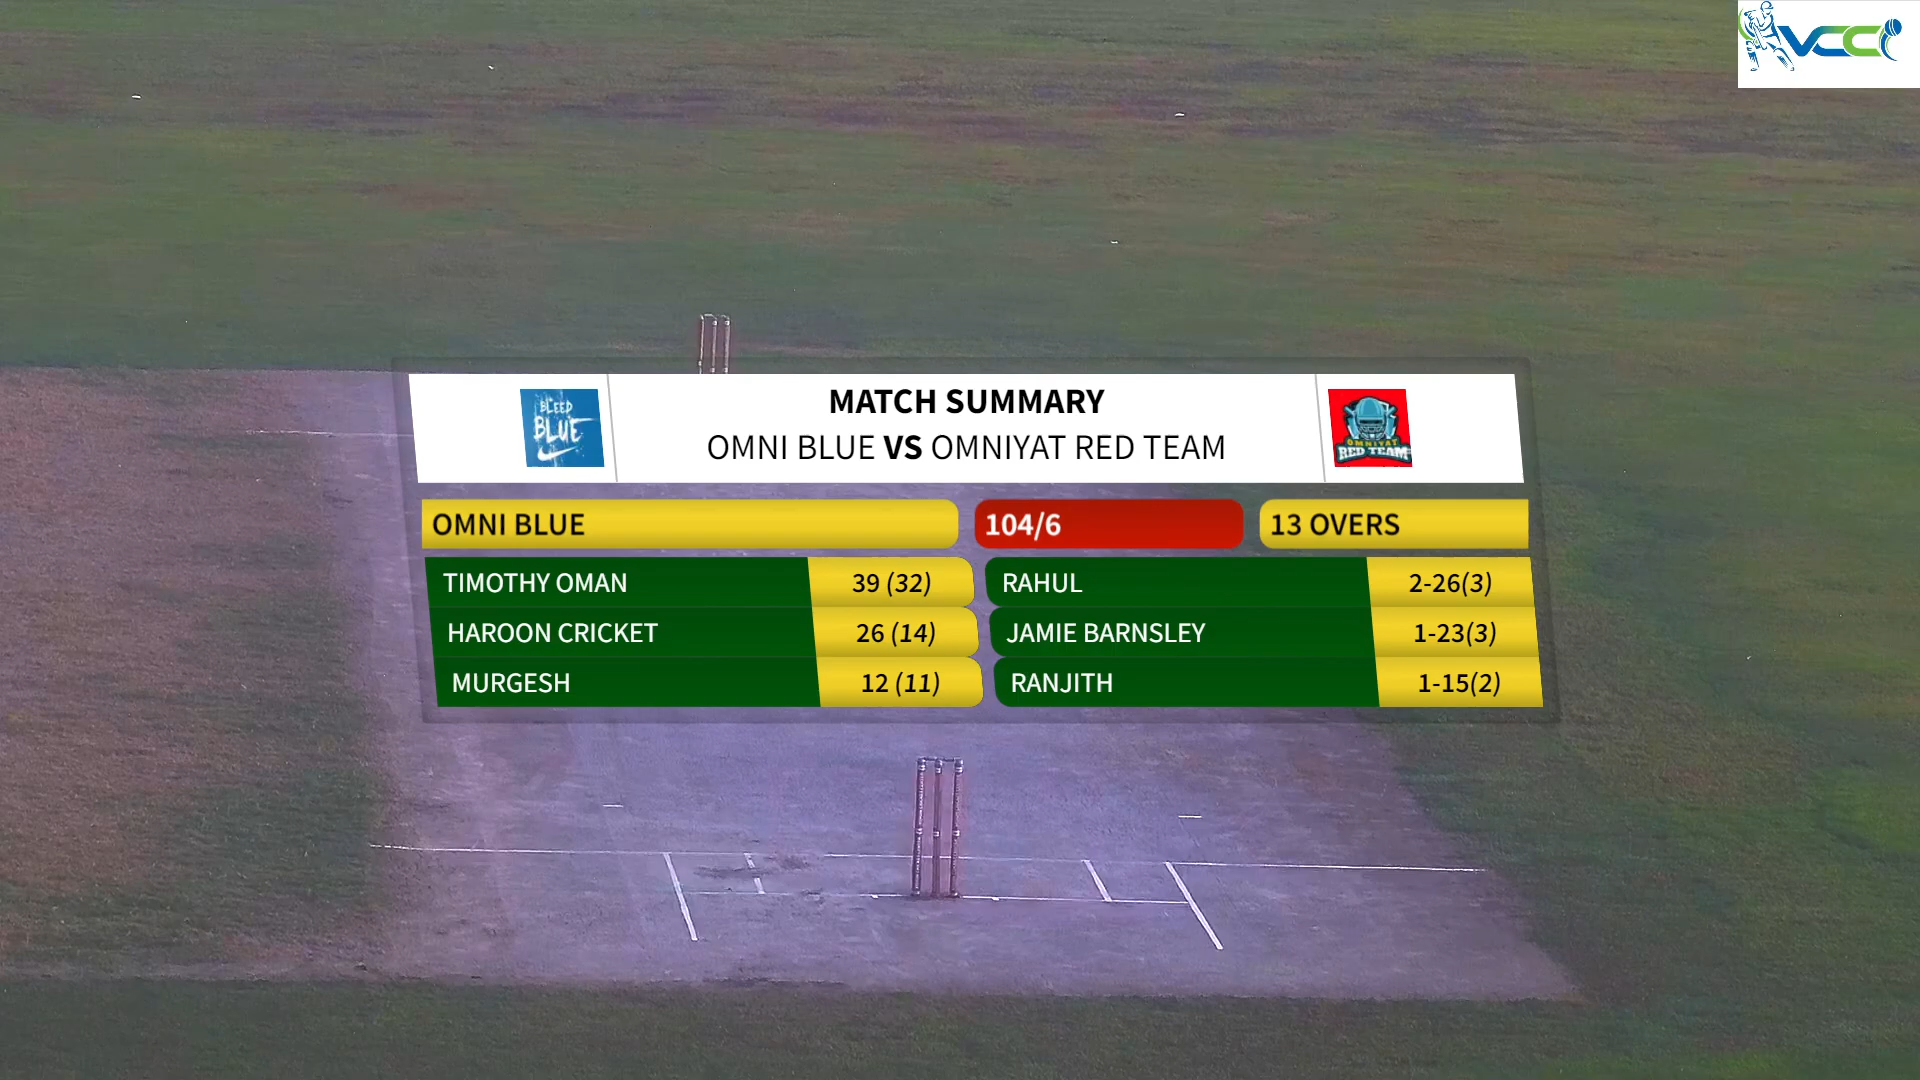 VCC
BLEED
BLUE
MATCH SUMMARY
OMNI BLUE VS OMNIYAT RED TEAM
OMNIYAT
RED TEAM
OMNI BLUE 104/6 13 OVERS
TIMOTHY OMAN 39 (32) RAHUL 2-26(3)
HAROON CRICKET 26 (14) JAMIE BARNSLEY 1-23(3)
MURGESH 12 (11) RANJITH 1-15(2)